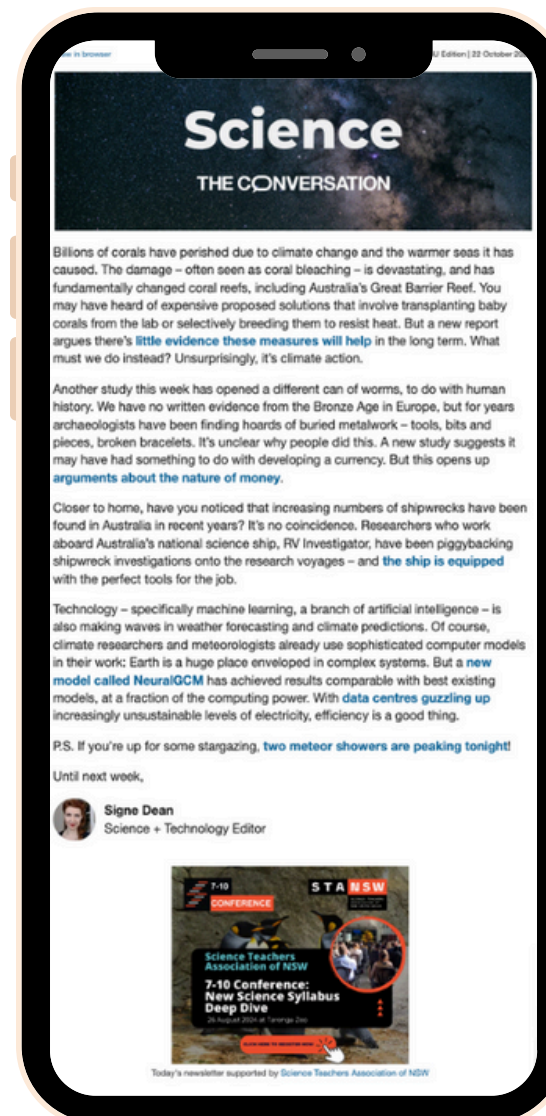 in browser
U Edition | 22 October 20
Science
THE CONVERSATION
Billions of corals have perished due to climate change and the warmer seas it has
caused. The damage – often seen as coral bleaching – is devastating, and has
fundamentally changed coral reefs, including Australia's Great Barrier Reef. You
may have heard of expensive proposed solutions that involve transplanting baby
corals from the lab or selectively breeding them to resist heat. But a new report
argues there's little evidence these measures will help in the long term. What
must we do instead? Unsurprisingly, it's climate action.
Another study this week has opened a different can of worms, to do with human
history. We have no written evidence from the Bronze Age in Europe, but for years
archaeologists have been finding hoards of buried metalwork – tools, bits and
pieces, broken bracelets. It's unclear why people did this. A new study suggests it
may have had something to do with developing a currency. But this opens up
arguments about the nature of money.
Closer to home, have you noticed that increasing numbers of shipwrecks have been
found in Australia in recent years? It's no coincidence. Researchers who work
aboard Australia's national science ship, RV Investigator, have been piggybacking
shipwreck investigations onto the research voyages – and the ship is equipped
with the perfect tools for the job.
Technology – specifically machine learning, a branch of artificial intelligence – is
also making waves in weather forecasting and climate predictions. Of course,
climate researchers and meteorologists already use sophisticated computer models
in their work: Earth is a huge place enveloped in complex systems. But a new
model called NeuralGCM has achieved results comparable with best existing
models, at a fraction of the computing power. With data centres guzzling up
increasingly unsustainable levels of electricity, efficiency is a good thing.
P.S. If you're up for some stargazing, two meteor showers are peaking tonight!
Until next week,
Signe Dean
Science + Technology Editor
7-10
CONFERENCE
STANSW
Science Teachers
Association of NSW
7-10 Conference:
New Science Syllabus
Deep Dive
26 August 2024 at Taronga Zoo
CLICK HERE TO REGISTER NOW
Today's newsletter supported by Science Teachers Association of NSW